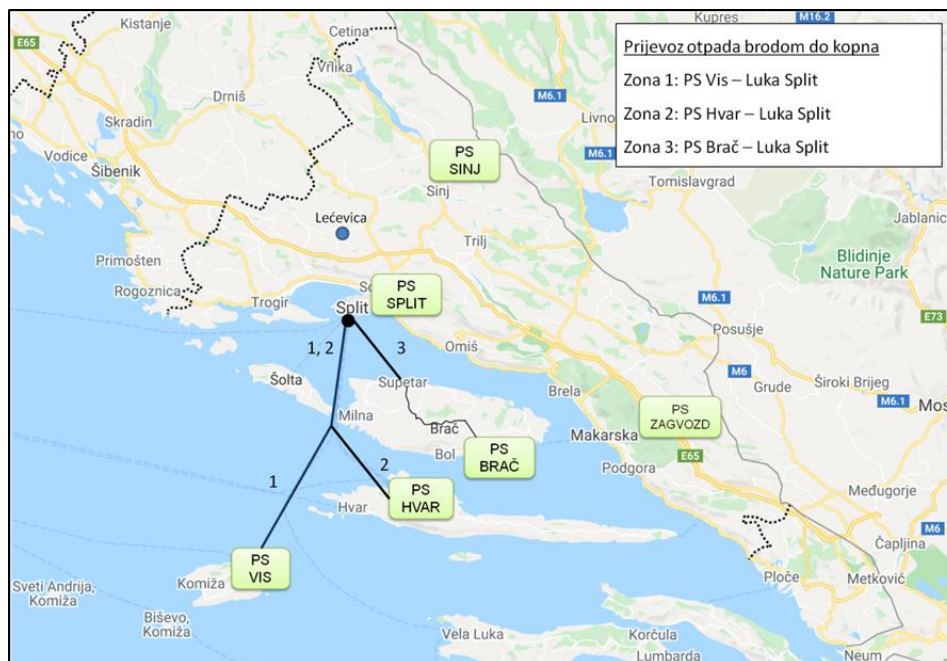 Kistanje
Cetina
Kupres
M16.2
E65
Vrlika
Prijevoz otpada brodom do kopna
Zona 1: PS Vis – Luka Split
Zona 2: PS Hvar – Luka Split
Zona 3: PS Brač – Luka Split
Drniš
M6.1
Livno
Skradin
M6.1
PS
SINJ
Vodice
Šibenik
Sinj
Tomislavgrad
Lećevica
Jablanica
Trilj
Primošten
Blidinje
Nature Park
Rogoznica
PS
SPLIT
Trogir
Split
M6.1
E73
Posušje
1, 2
3
Omiš
M6
Šolta
Supetar
Brela
Grude
Široki Brijeg
M6.1
Mos
Milna
PS
ZAGVOZD
Brač
Makarska
Bol
PS
BRAČ
E65
Podgora
2
1
PS
HVAR
Hvar
Međugorje
M6
Čapljina
PS
VIS
Komiža
Ploče
Metković
Sveti Andrija,
Komiža
Biševo,
Komiža
Vela Luka
Korčula
Lumbarda
Neum